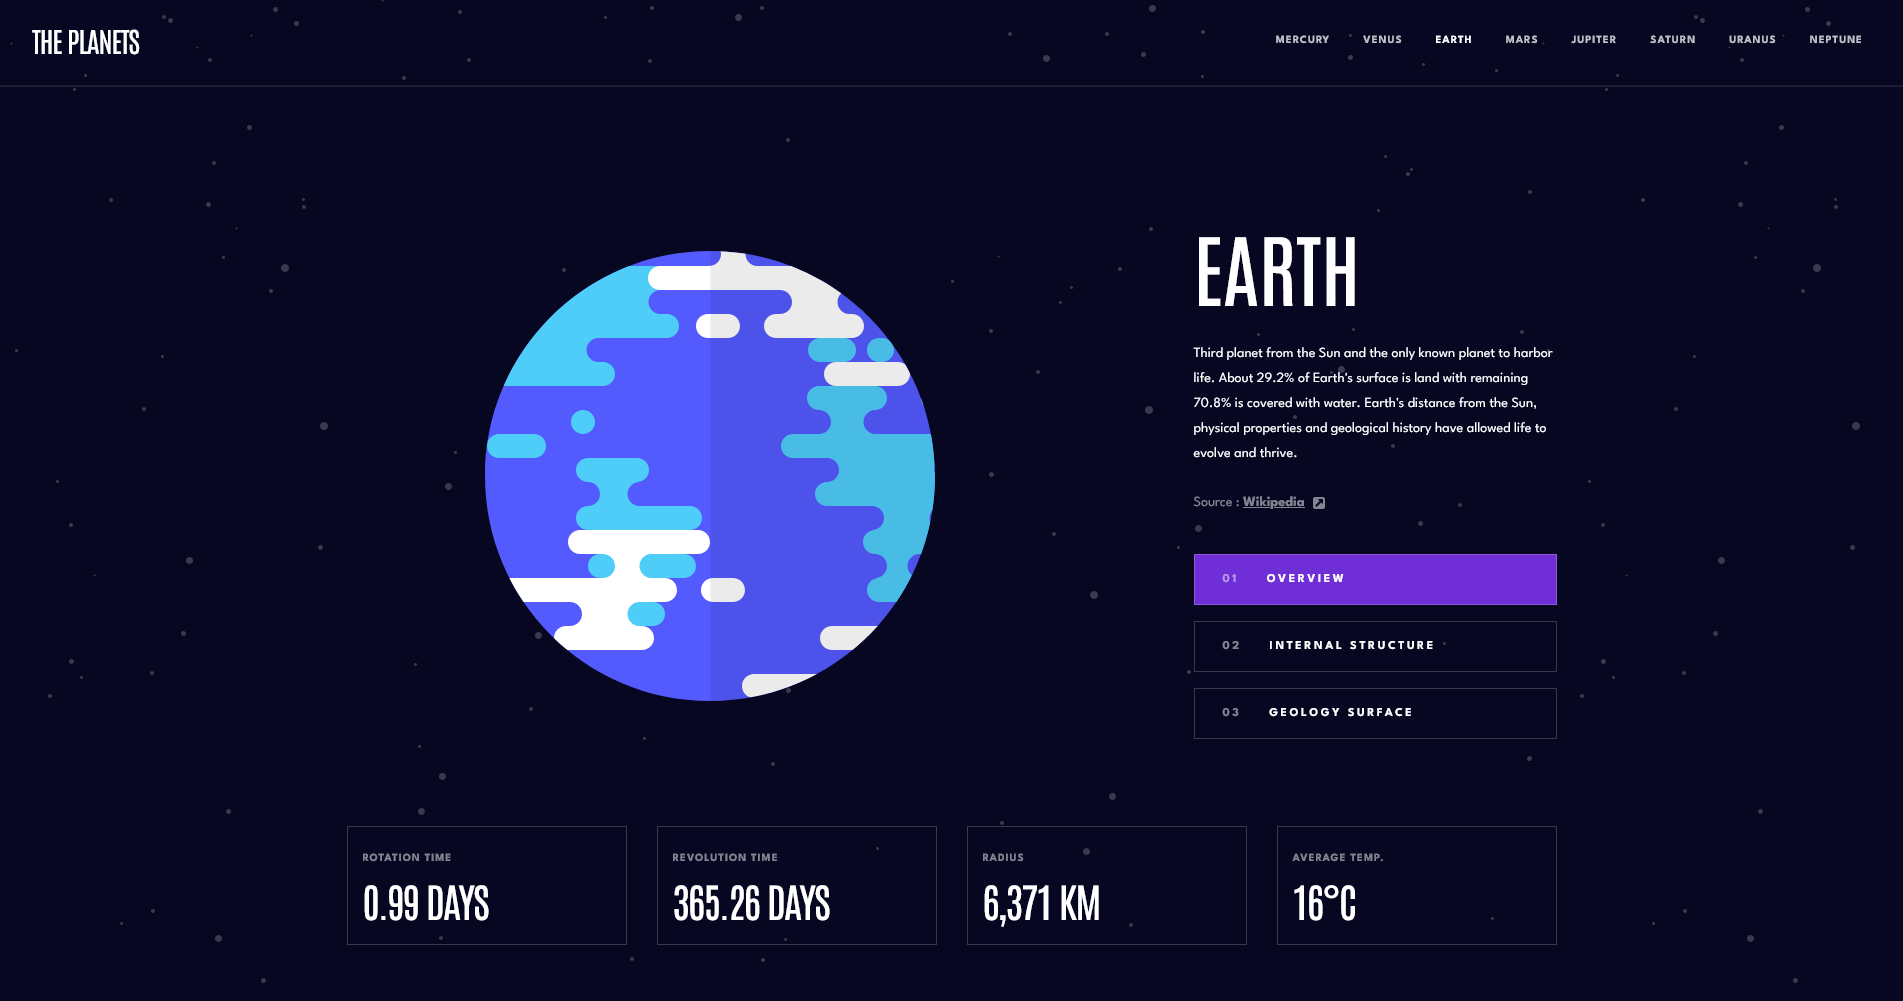 THE PLANETS
MERCURY VENUS EARTH MARS JUPITER SATURN URANUS NEPTUNE
EARTH
Third planet from the Sun and the only known planet to harbor
life. About 29.2% of Earth's surface is land with remaining
70.8% is covered with water. Earth's distance from the Sun,
physical properties and geological history have allowed life to
evolve and thrive.
Source : Wikipedia
01 OVERVIEW
02 INTERNAL STRUCTURE
03 GEOLOGY SURFACE
ROTATION TIME
0.99 DAYS
REVOLUTION TIME
365.26 DAYS
RADIUS
6,371 KM
AVERAGE TEMP.
16°C